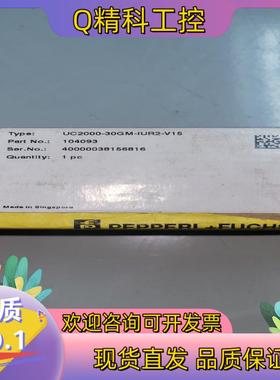 Q精科工控
Type: UC2000-30GM-IUR2-V15
Part No.: 104093
Ser.No.: 40000038156816
Quantity: 1 pc
Made in Singapore
PEPPERL+FUCHS
质
0.1
欢迎咨询可开发票
现货直发 品质保证